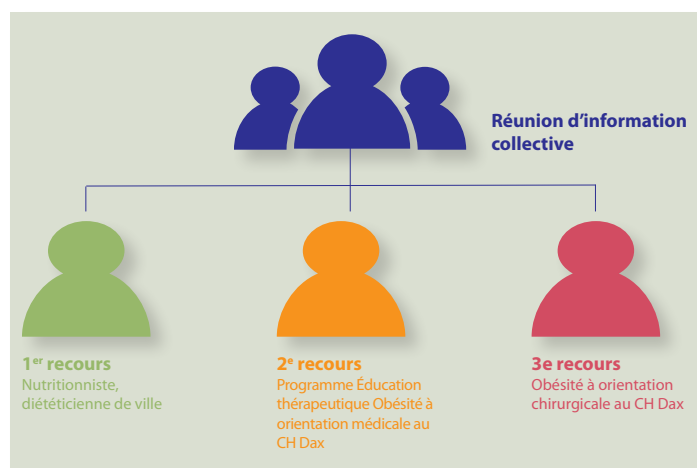 Réunion d’information
collective
1er recours
Nutritionniste,
diététicienne de ville
2e recours
Programme Éducation
thérapeutique Obésité à
orientation médicale au
CH Dax
3e recours
Obésité à orientation
chirurgicale au CH Dax